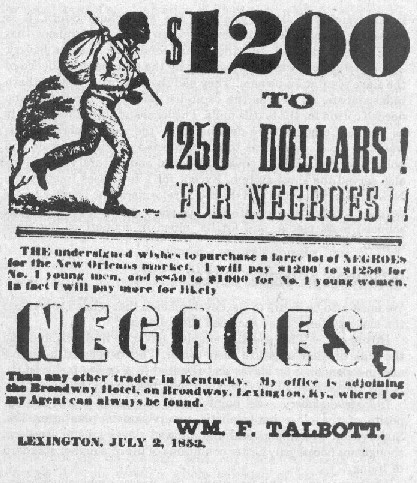 $1200
TO
1250 DOLLARS!
FOR NEGROES!!
THE undersigned wishes to purchase a large lot of NEGROES
for the New Orleans market. I will pay $1200 to $1250 for
No. 1 young men, and $850 to $1000 for No. 1 young women.
In fact I will pay more for likely
NEGROES,
Than any other trader in Kentucky. My office is adjoining
the Broadway Hotel, on Broadway, Lexington, Ky., where I or
my Agent can always be found.
WM. F. TALBOTT.
LEXINGTON, JULY 2, 1853.